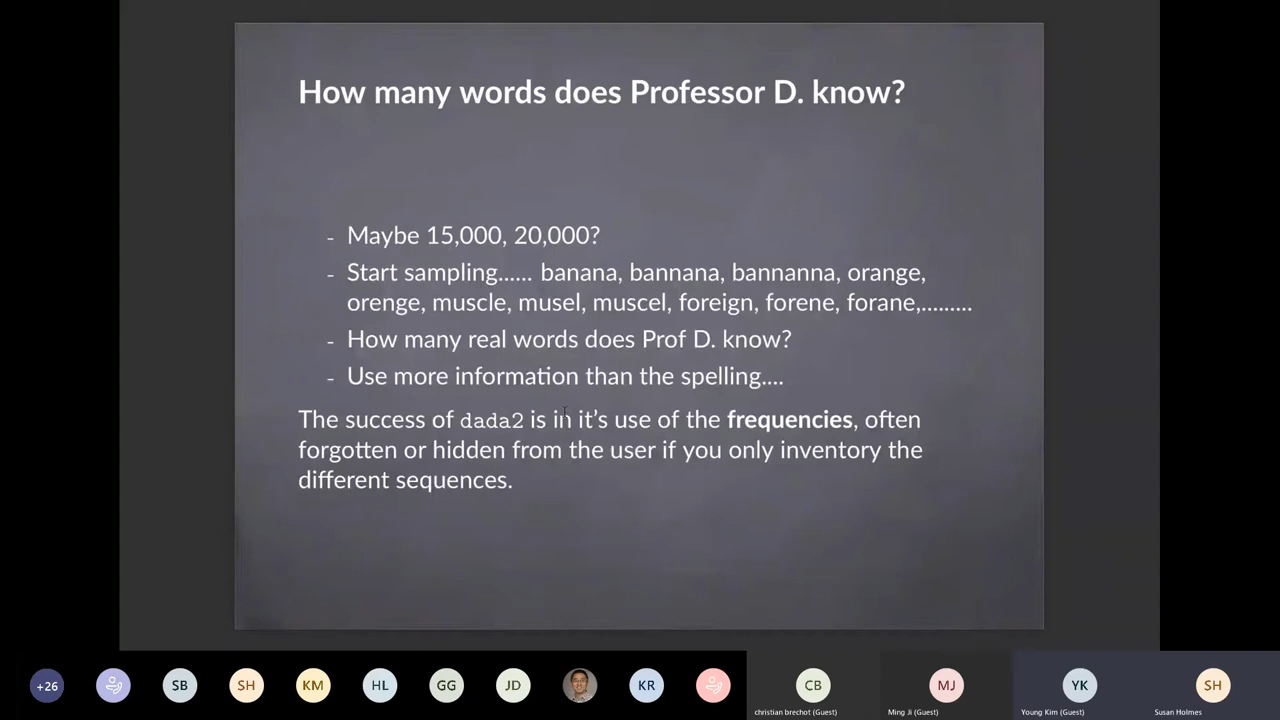 How many words does Professor D. know?
- Maybe 15,000, 20,000?
- Start sampling...... banana, bannana, bannanna, orange,
orenge, muscle, musel, muscel, foreign, forene, forane,.........
- How many real words does Prof D. know?
- Use more information than the spelling....
The success of dada2 is in it's use of the frequencies, often
forgotten or hidden from the user if you only inventory the
different sequences.
+26
SB
SH
KM
HL
GG
JD
KR
CB
christian brechot (Guest)
MJ
Ming Ji (Guest)
YK
Young Kim (Guest)
SH
Susan Holmes